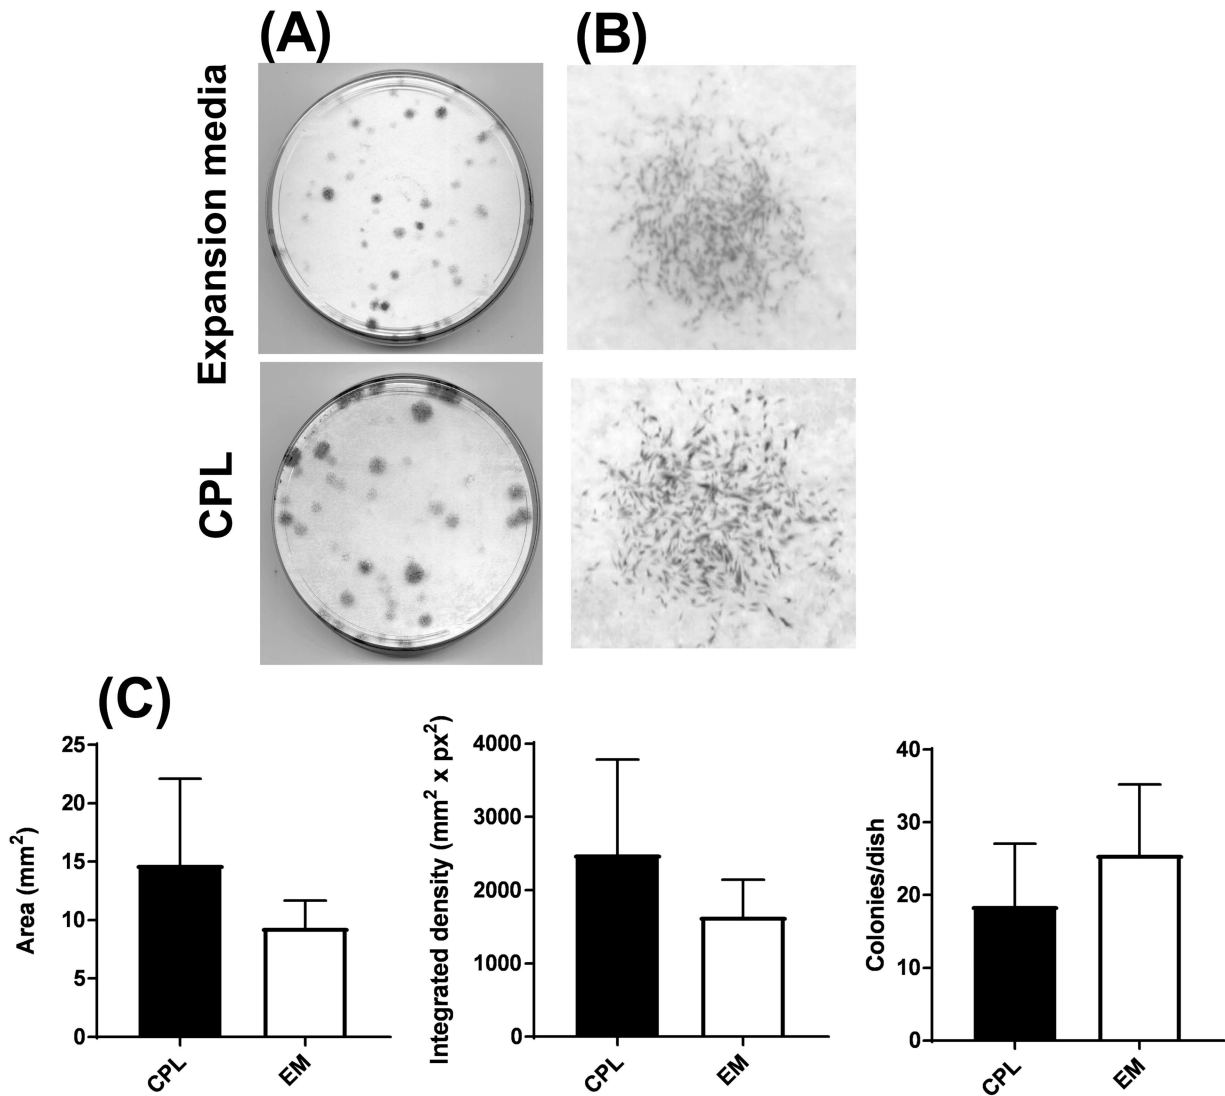 (A)
(B)
Expansion media
CPL
(C)
Area (mm²)
25
20
15
10
5
0
CPL
EM
Integrated density (mm² x px²)
4000
3000
2000
1000
0
CPL
EM
Colonies/dish
40
30
20
10
0
CPL
EM